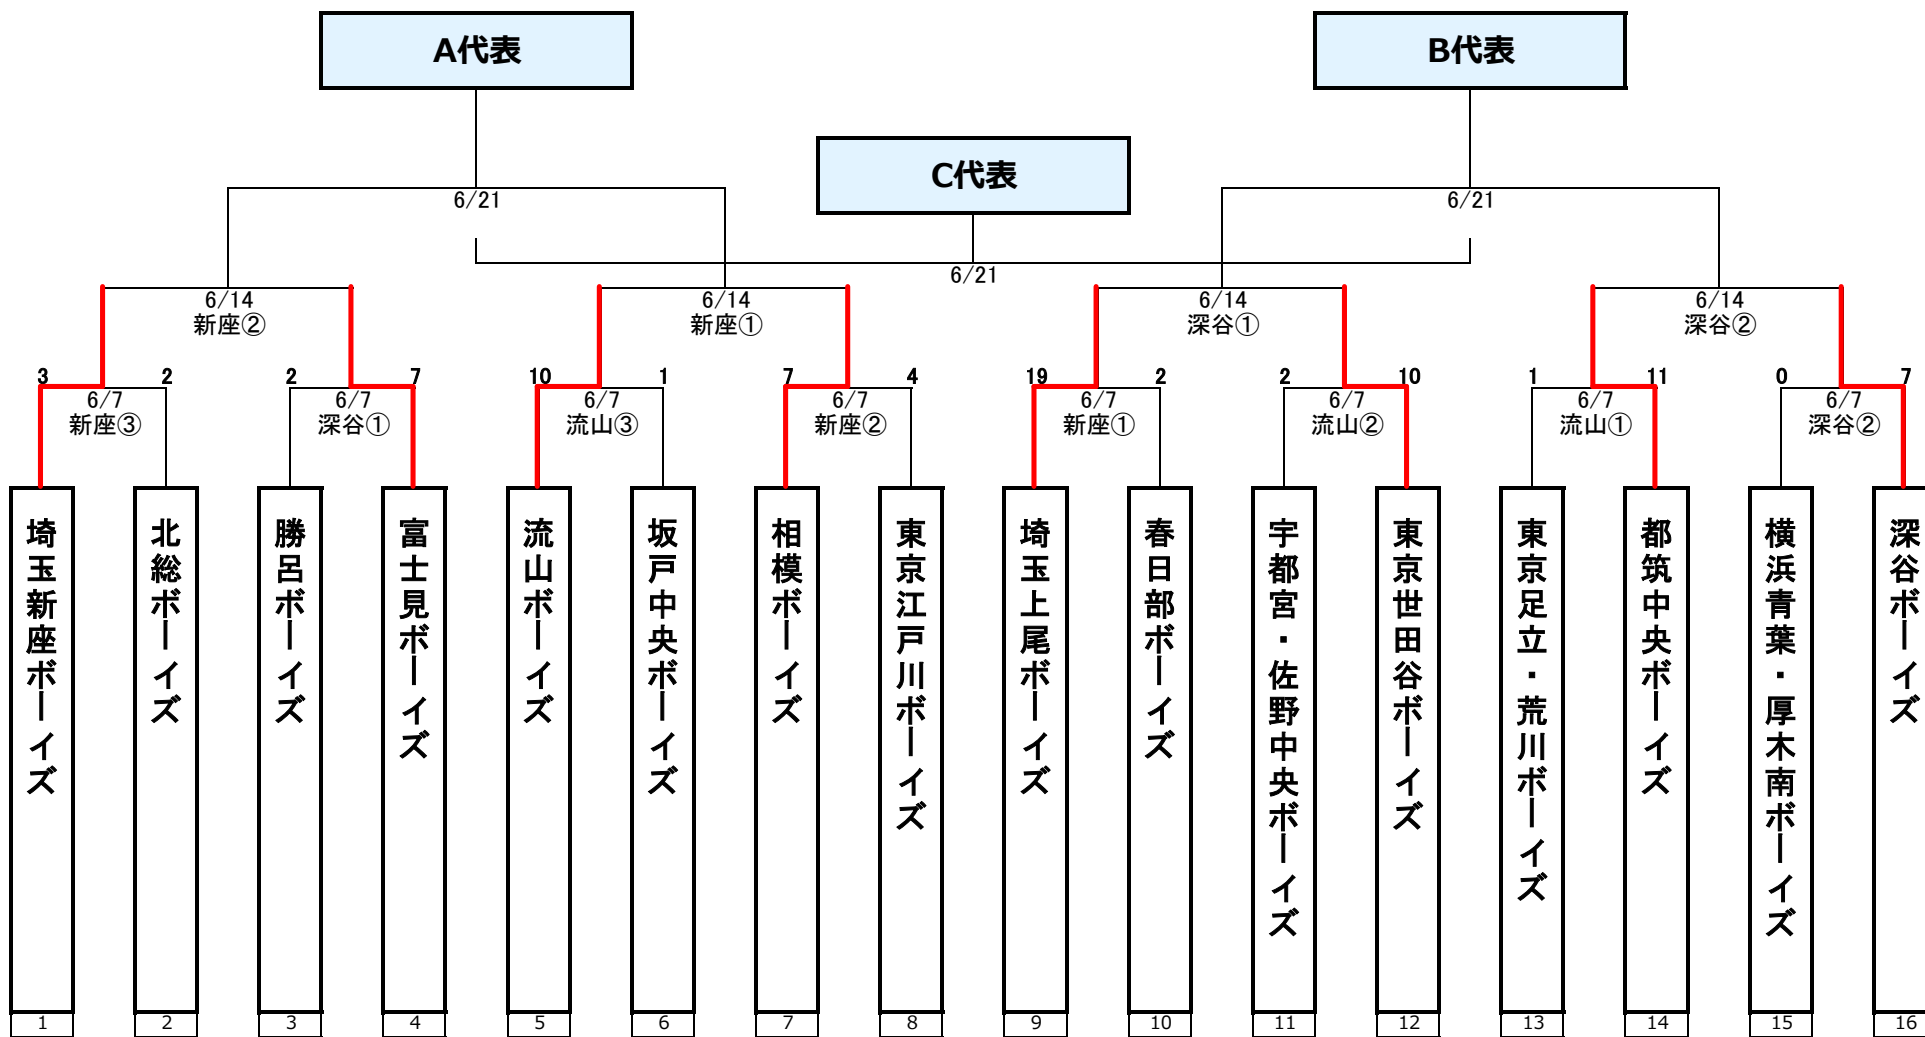 A代表
B代表
C代表
6/21
6/21
6/21
6/14
新座②
6/14
新座①
6/14
深谷①
6/14
深谷②
3
2
2
7
10
1
7
4
19
2
2
10
1
11
0
7
6/7
新座③
6/7
深谷①
6/7
流山③
6/7
新座②
6/7
新座①
6/7
流山②
6/7
流山①
6/7
深谷②
埼玉新座ボーイズ
北総ボーイズ
勝呂ボーイズ
富士見ボーイズ
流山ボーイズ
坂戸中央ボーイズ
相模ボーイズ
東京江戸川ボーイズ
埼玉上尾ボーイズ
春日部ボーイズ
宇都宮・佐野中央ボーイズ
東京世田谷ボーイズ
東京足立・荒川ボーイズ
都筑中央ボーイズ
横浜青葉・厚木南ボーイズ
深谷ボーイズ
1
2
3
4
5
6
7
8
9
10
11
12
13
14
15
16